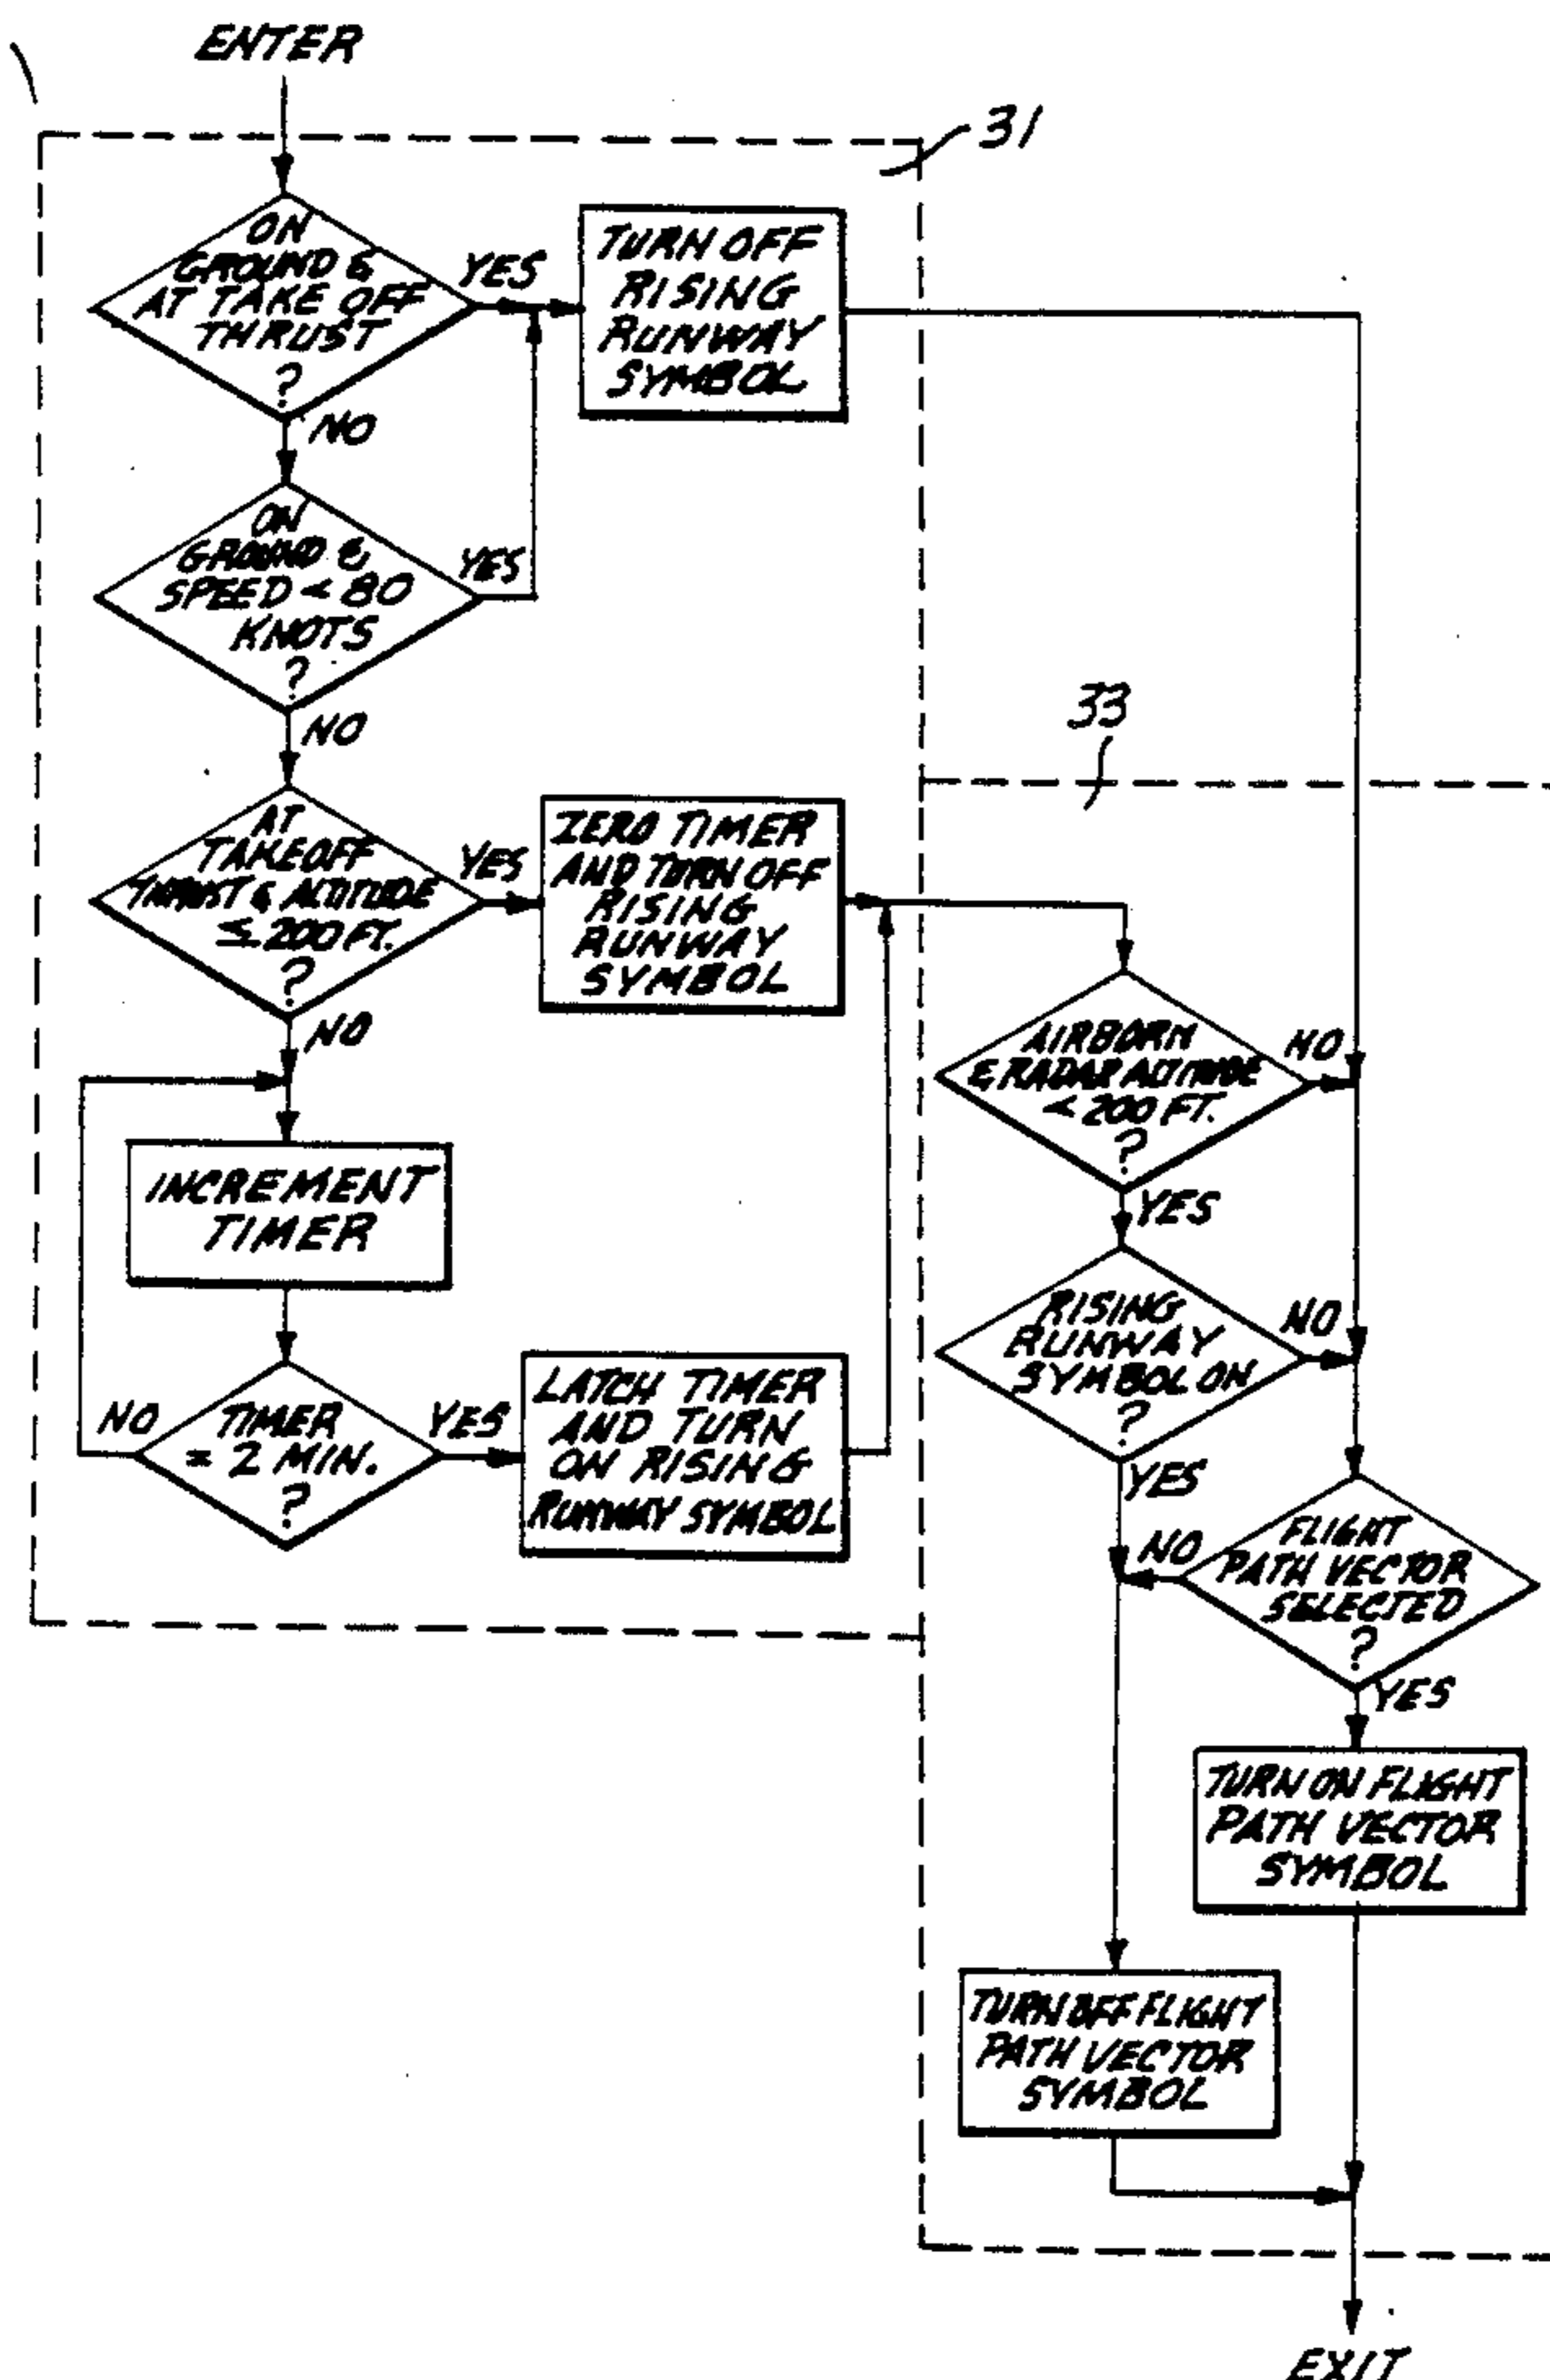 ENTER
31
ON
GROUND &
AT TAKE OFF
THRUST
?
YES
NO
TURN OFF
RISING
RUNWAY
SYMBOL
ON
GROUND &
SPEED < 80
KNOTS
?
YES
NO
33
AT
TAKEOFF
THRUST & ALTITUDE
≤ 200 FT.
?
YES
NO
ZERO TIMER
AND TURN OFF
RISING
RUNWAY
SYMBOL
AIRBORN
& RADAR ALTITUDE
< 200 FT.
?
NO
YES
INCREMENT
TIMER
RISING
RUNWAY
SYMBOL ON
?
NO
YES
TIMER
= 2 MIN.
?
NO
YES
LATCH TIMER
AND TURN
ON RISING
RUNWAY SYMBOL
FLIGHT
PATH VECTOR
SELECTED
?
NO
YES
TURN ON FLIGHT
PATH VECTOR
SYMBOL
TURN OFF FLIGHT
PATH VECTOR
SYMBOL
EXIT